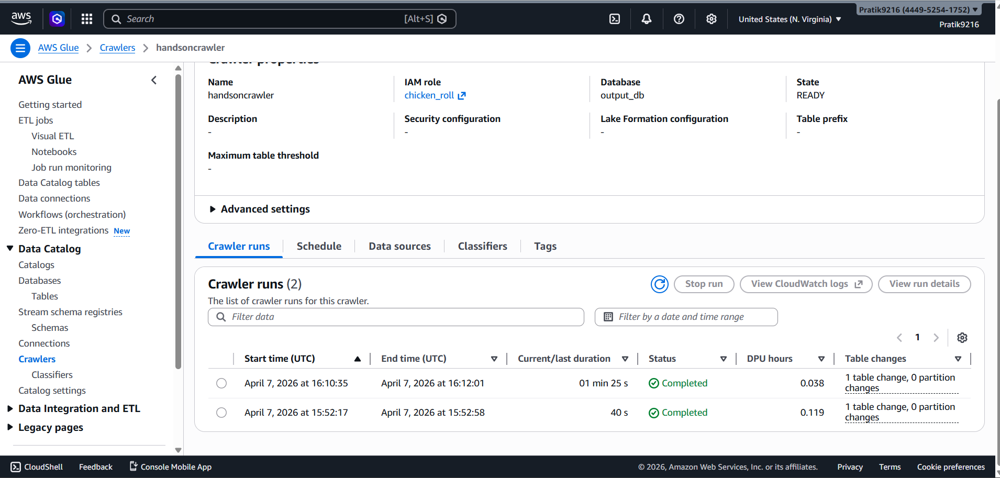 aws
Search [Alt+S]
United States (N. Virginia)
Pratik9216 (4449-5254-1752)
Pratik9216
AWS Glue > Crawlers > handsoncrawler
AWS Glue
Getting started
ETL jobs
Visual ETL
Notebooks
Job run monitoring
Data Catalog tables
Data connections
Workflows (orchestration)
Zero-ETL integrations New
Data Catalog
Catalogs
Databases
Tables
Stream schema registries
Schemas
Connections
Crawlers
Classifiers
Catalog settings
Data Integration and ETL
Legacy pages
Crawler properties
Name
handsoncrawler
IAM role
chicken_roll
Database
output_db
State
READY
Description
-
Security configuration
-
Lake Formation configuration
-
Table prefix
-
Maximum table threshold
-
Advanced settings
Crawler runs Schedule Data sources Classifiers Tags
Crawler runs (2)
The list of crawler runs for this crawler.
Stop run View CloudWatch logs View run details
Filter data Filter by a date and time range
1
Start time (UTC) End time (UTC) Current/last duration Status DPU hours Table changes
April 7, 2026 at 16:10:35 April 7, 2026 at 16:12:01 01 min 25 s Completed 0.038 1 table change, 0 partition
changes
April 7, 2026 at 15:52:17 April 7, 2026 at 15:52:58 40 s Completed 0.119 1 table change, 0 partition
changes
CloudShell Feedback Console Mobile App © 2026, Amazon Web Services, Inc. or its affiliates. Privacy Terms Cookie preferences